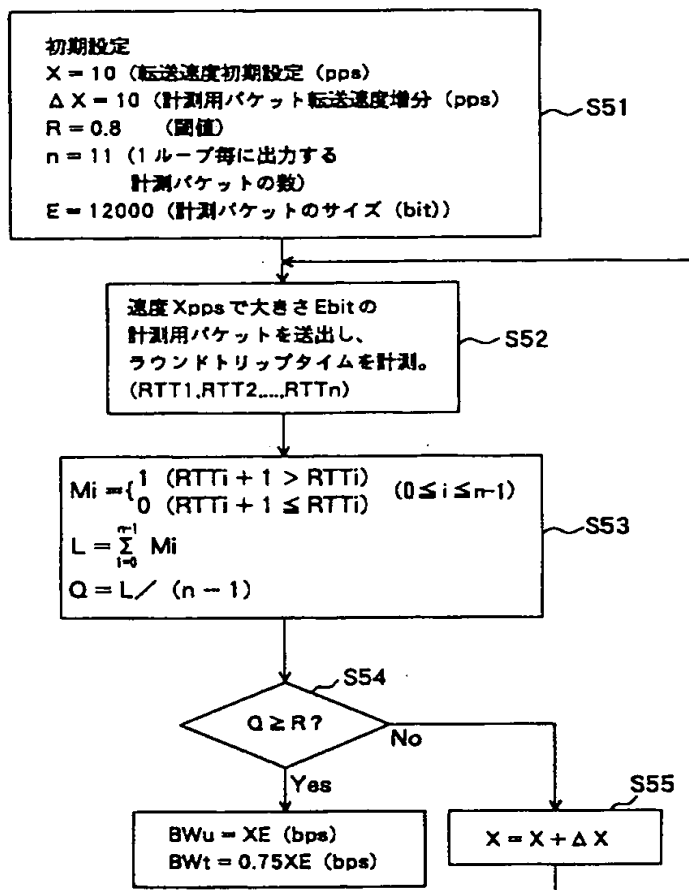 初期設定
X = 10 (転送速度初期設定 (pps)
Δ X = 10 (計測用パケット転送速度増分 (pps)
R = 0.8 (閾値)
n = 11 (1 ループ毎に出力する
計測パケットの数)
E = 12000 (計測パケットのサイズ (bit))
S51
速度Xppsで大きさEbitの
計測用パケットを送出し、
ラウンドトリップタイムを計測。
(RTT1,RTT2,...,RTTn)
S52
Mi = { 1 (RTTi + 1 > RTTi)
0 (RTTi + 1 ≤ RTTi) (0 ≤ i ≤ n-1)
L = Σ Mi
n-1
i=0
Q = L／ (n − 1)
S53
S54
Q ≥ R ?
No
Yes
S55
BWu = XE (bps)
BWt = 0.75XE (bps)
X = X + Δ X